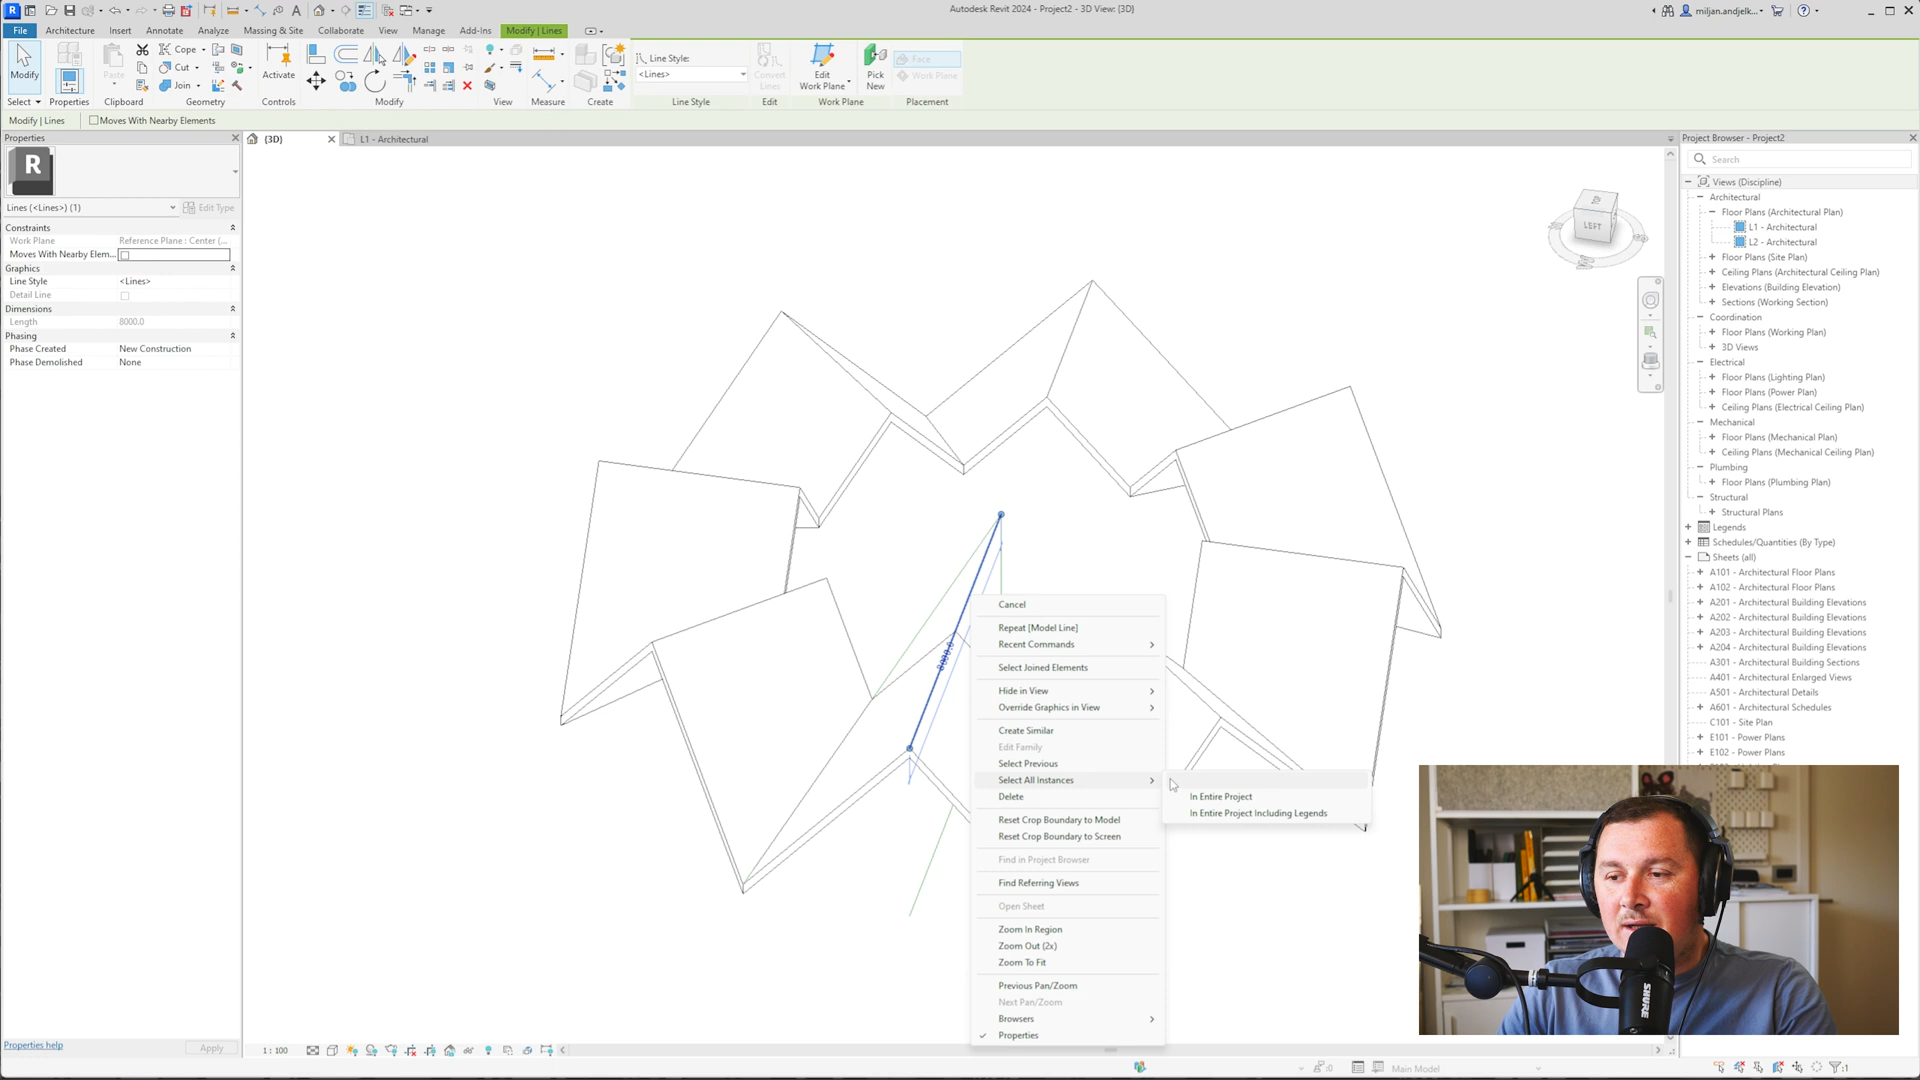 Autodesk Revit 2024 - Project2 - 3D View: {3D}
miljan.andjelk...
File
Architecture
Insert
Annotate
Analyze
Massing & Site
Collaborate
View
Manage
Add-Ins
Modify | Lines
Modify
Paste
Cope
Cut
Join
Activate
Line Style:
<Lines>
Convert Lines
Edit Work Plane
Pick New
Face
Work Plane
Select
Properties
Clipboard
Geometry
Controls
Modify
View
Measure
Create
Line Style
Edit
Work Plane
Placement
Modify | Lines
Moves With Nearby Elements
Properties
R
Lines (<Lines>) (1)
Edit Type
Constraints
Work Plane
Reference Plane : Center (...
Moves With Nearby Elem...
Graphics
Line Style
<Lines>
Detail Line
Dimensions
Length
8000.0
Phasing
Phase Created
New Construction
Phase Demolished
None
Properties help
Apply
{3D}
L1 - Architectural
LEFT
8000.0
Cancel
Repeat [Model Line]
Recent Commands
Select Joined Elements
Hide in View
Override Graphics in View
Create Similar
Edit Family
Select Previous
Select All Instances
Delete
Reset Crop Boundary to Model
Reset Crop Boundary to Screen
Find in Project Browser
Find Referring Views
Open Sheet
Zoom In Region
Zoom Out (2x)
Zoom To Fit
Previous Pan/Zoom
Next Pan/Zoom
Browsers
Properties
In Entire Project
In Entire Project Including Legends
1 : 100
:0
Main Model
:1
Project Browser - Project2
Search
Views (Discipline)
Architectural
Floor Plans (Architectural Plan)
L1 - Architectural
L2 - Architectural
Floor Plans (Site Plan)
Ceiling Plans (Architectural Ceiling Plan)
Elevations (Building Elevation)
Sections (Working Section)
Coordination
Floor Plans (Working Plan)
3D Views
Electrical
Floor Plans (Lighting Plan)
Floor Plans (Power Plan)
Ceiling Plans (Electrical Ceiling Plan)
Mechanical
Floor Plans (Mechanical Plan)
Ceiling Plans (Mechanical Ceiling Plan)
Plumbing
Floor Plans (Plumbing Plan)
Structural
Structural Plans
Legends
Schedules/Quantities (By Type)
Sheets (all)
A101 - Architectural Floor Plans
A102 - Architectural Floor Plans
A201 - Architectural Building Elevations
A202 - Architectural Building Elevations
A203 - Architectural Building Elevations
A204 - Architectural Building Elevations
A301 - Architectural Building Sections
A401 - Architectural Enlarged Views
A501 - Architectural Details
A601 - Architectural Schedules
C101 - Site Plan
E101 - Power Plans
E102 - Power Plans
SHURE